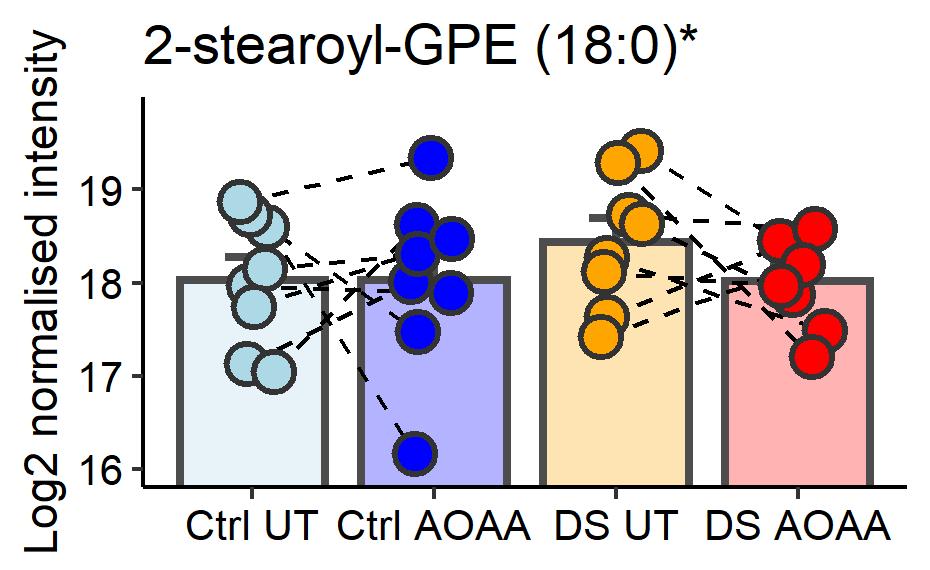 2-stearoyl-GPE (18:0)*
Log2 normalised intensity
19
18
17
16
Ctrl UT
Ctrl AOAA
DS UT
DS AOAA